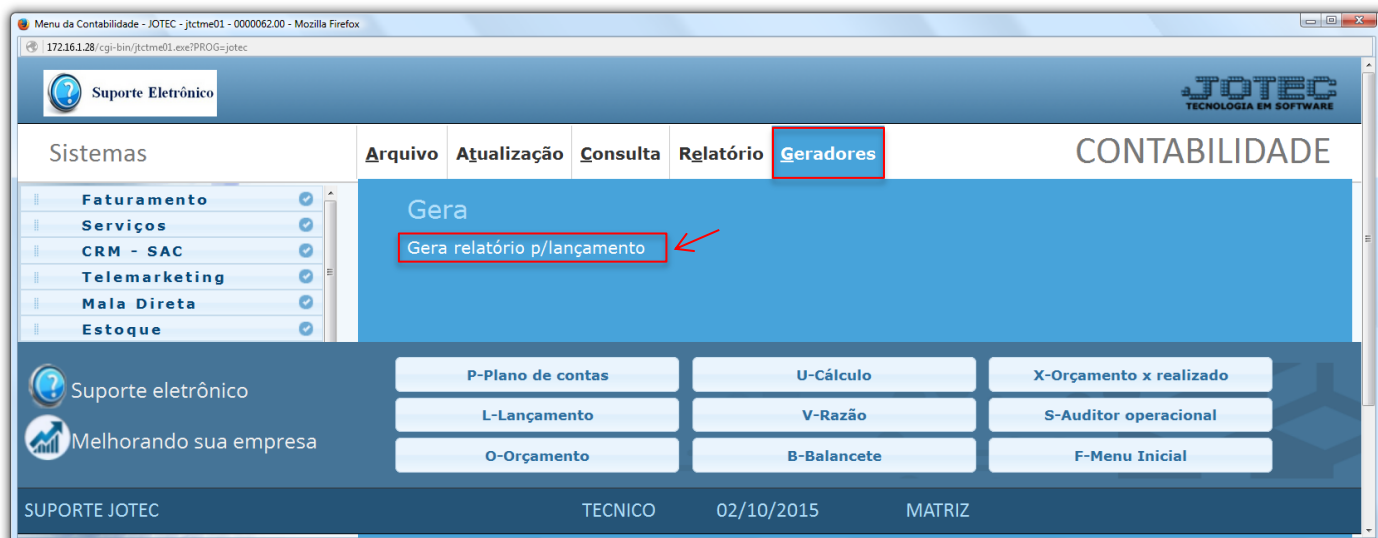 Menu da Contabilidade - JOTEC - jtctme01 - 0000062.00 - Mozilla Firefox
172.16.1.28/cgi-bin/jtctme01.exe?PROG=jotec
Suporte Eletrônico
JOTEC
TECNOLOGIA EM SOFTWARE
Sistemas
Arquivo Atualização Consulta Relatório Geradores
CONTABILIDADE
Faturamento
Serviços
CRM - SAC
Telemarketing
Mala Direta
Estoque
Gera
Gera relatório p/lançamento
Suporte eletrônico
Melhorando sua empresa
P-Plano de contas U-Cálculo X-Orçamento x realizado
L-Lançamento V-Razão S-Auditor operacional
O-Orçamento B-Balancete F-Menu Inicial
SUPORTE JOTEC TECNICO 02/10/2015 MATRIZ